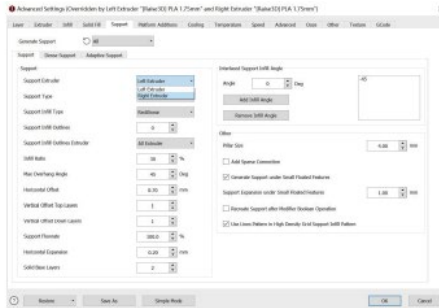 Advanced Settings (Overridden by Left Extruder "[Raise3D] PLA 1.75mm" and Right Extruder "[Raise3D] PLA 1.75mm")
Layer Extruder Infill Solid Fill Support Platform Additions Cooling Temperature Speed Advanced Ooze Other Texture GCode
Generate Support All
Support Dense Support Adaptive Support
Support
Support Extruder Left Extruder
Left Extruder
Right Extruder
Support Type
Support Infill Type Rectilinear
Support Infill Outlines 0
Support Infill Outlines Extruder All Extruder
Infill Ratio %
Max Overhang Angle Deg
Horizontal Offset 0.70 mm
Vertical Offset Top Layers 1
Vertical Offset Down Layers 1
Support Flowrate 100.0 %
Horizontal Expansion 0.20 mm
Solid Base Layers 2
Interlaced Support Infill Angle
Angle 0 Deg
-45
Add Infill Angle
Remove Infill Angle
Other
Pillar Size mm
Add Sparse Connection
Generate Support under Small Floated Features
Support Expansion under Small Floated Features 1.00 mm
Recreate Support after Modifier Boolean Operation
Use Lines Pattern in High Density Grid Support Infill Pattern
Restore Save As Simple Mode OK Cancel